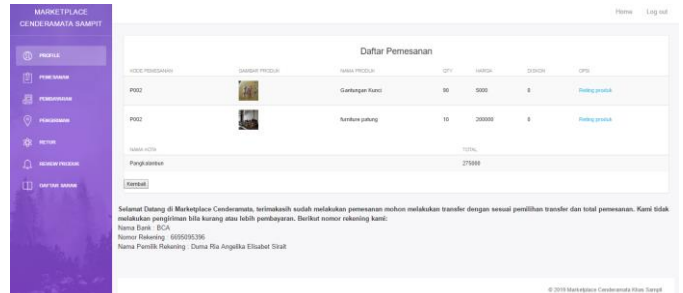 MARKETPLACE
CENDERAMATA SAMPIT
Home Log out
PROFILE
PEMESANAN
PEMBAYARAN
PENGIRIMAN
RETUR
REVIEW PRODUK
DAFTAR SARAN
Daftar Pemesanan
KODE PEMESANAN GAMBAR PRODUK NAMA PRODUK QTY HARGA DISKON OPSI
P002 Gantungan Kunci 0 Rating produk
P002 furniture patung 10 200000 0 Rating produk
NAMA KOTA TOTAL
Pangkalanbun 275000
Kembali
Selamat Datang di Marketplace Cenderamata, terimakasih sudah melakukan pemesanan mohon melakukan transfer dengan sesuai pemilihan transfer dan total pemesanan. Kami tidak
melakukan pengiriman bila kurang atau lebih pembayaran. Berikut nomor rekening kami:
Nama Bank : BCA
Nomor Rekening : 6695095396
Nama Pemilik Rekening : Duma Ria Angelika Elisabet Sirait
© 2019 Marketplace Cenderamata Khas Sampit